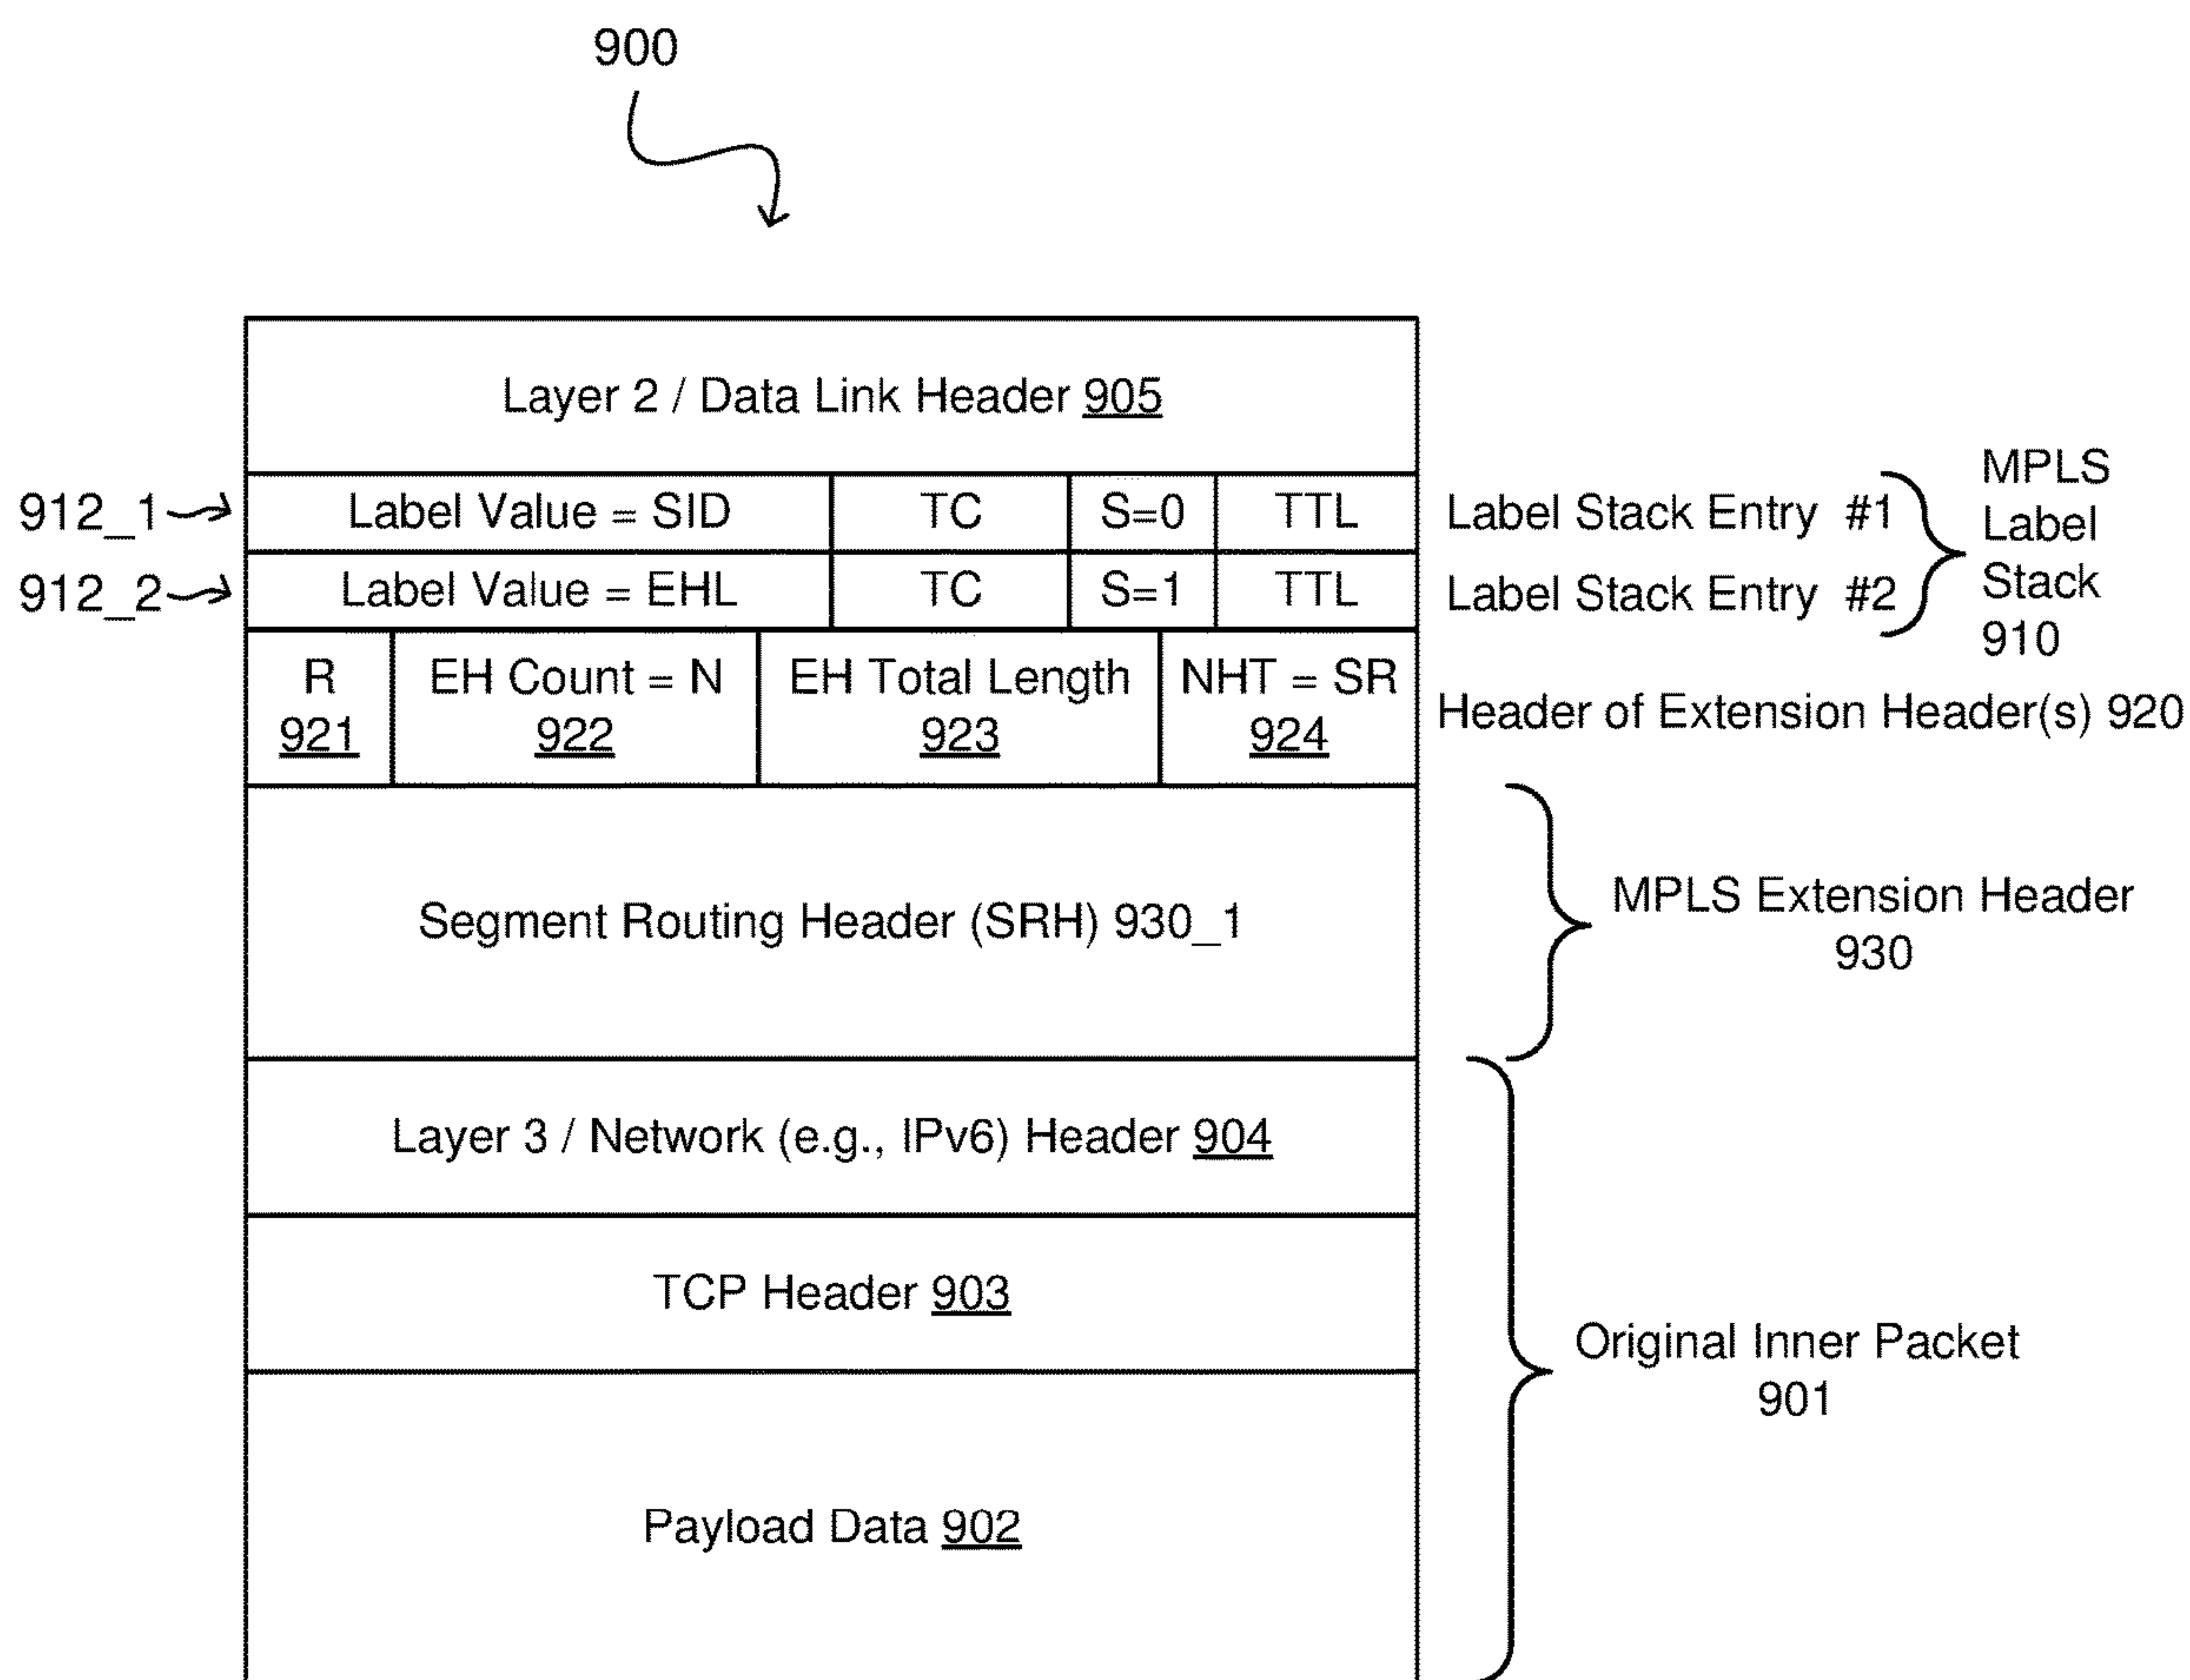 900
Layer 2 / Data Link Header 905
912_1 Label Value = SID TC S=0 TTL Label Stack Entry #1
912_2 Label Value = EHL TC S=1 TTL Label Stack Entry #2
MPLS
Label
Stack
910
R EH Count = N EH Total Length NHT = SR
921 922 923 924
Header of Extension Header(s) 920
Segment Routing Header (SRH) 930_1
MPLS Extension Header
930
Layer 3 / Network (e.g., IPv6) Header 904
TCP Header 903
Original Inner Packet
901
Payload Data 902